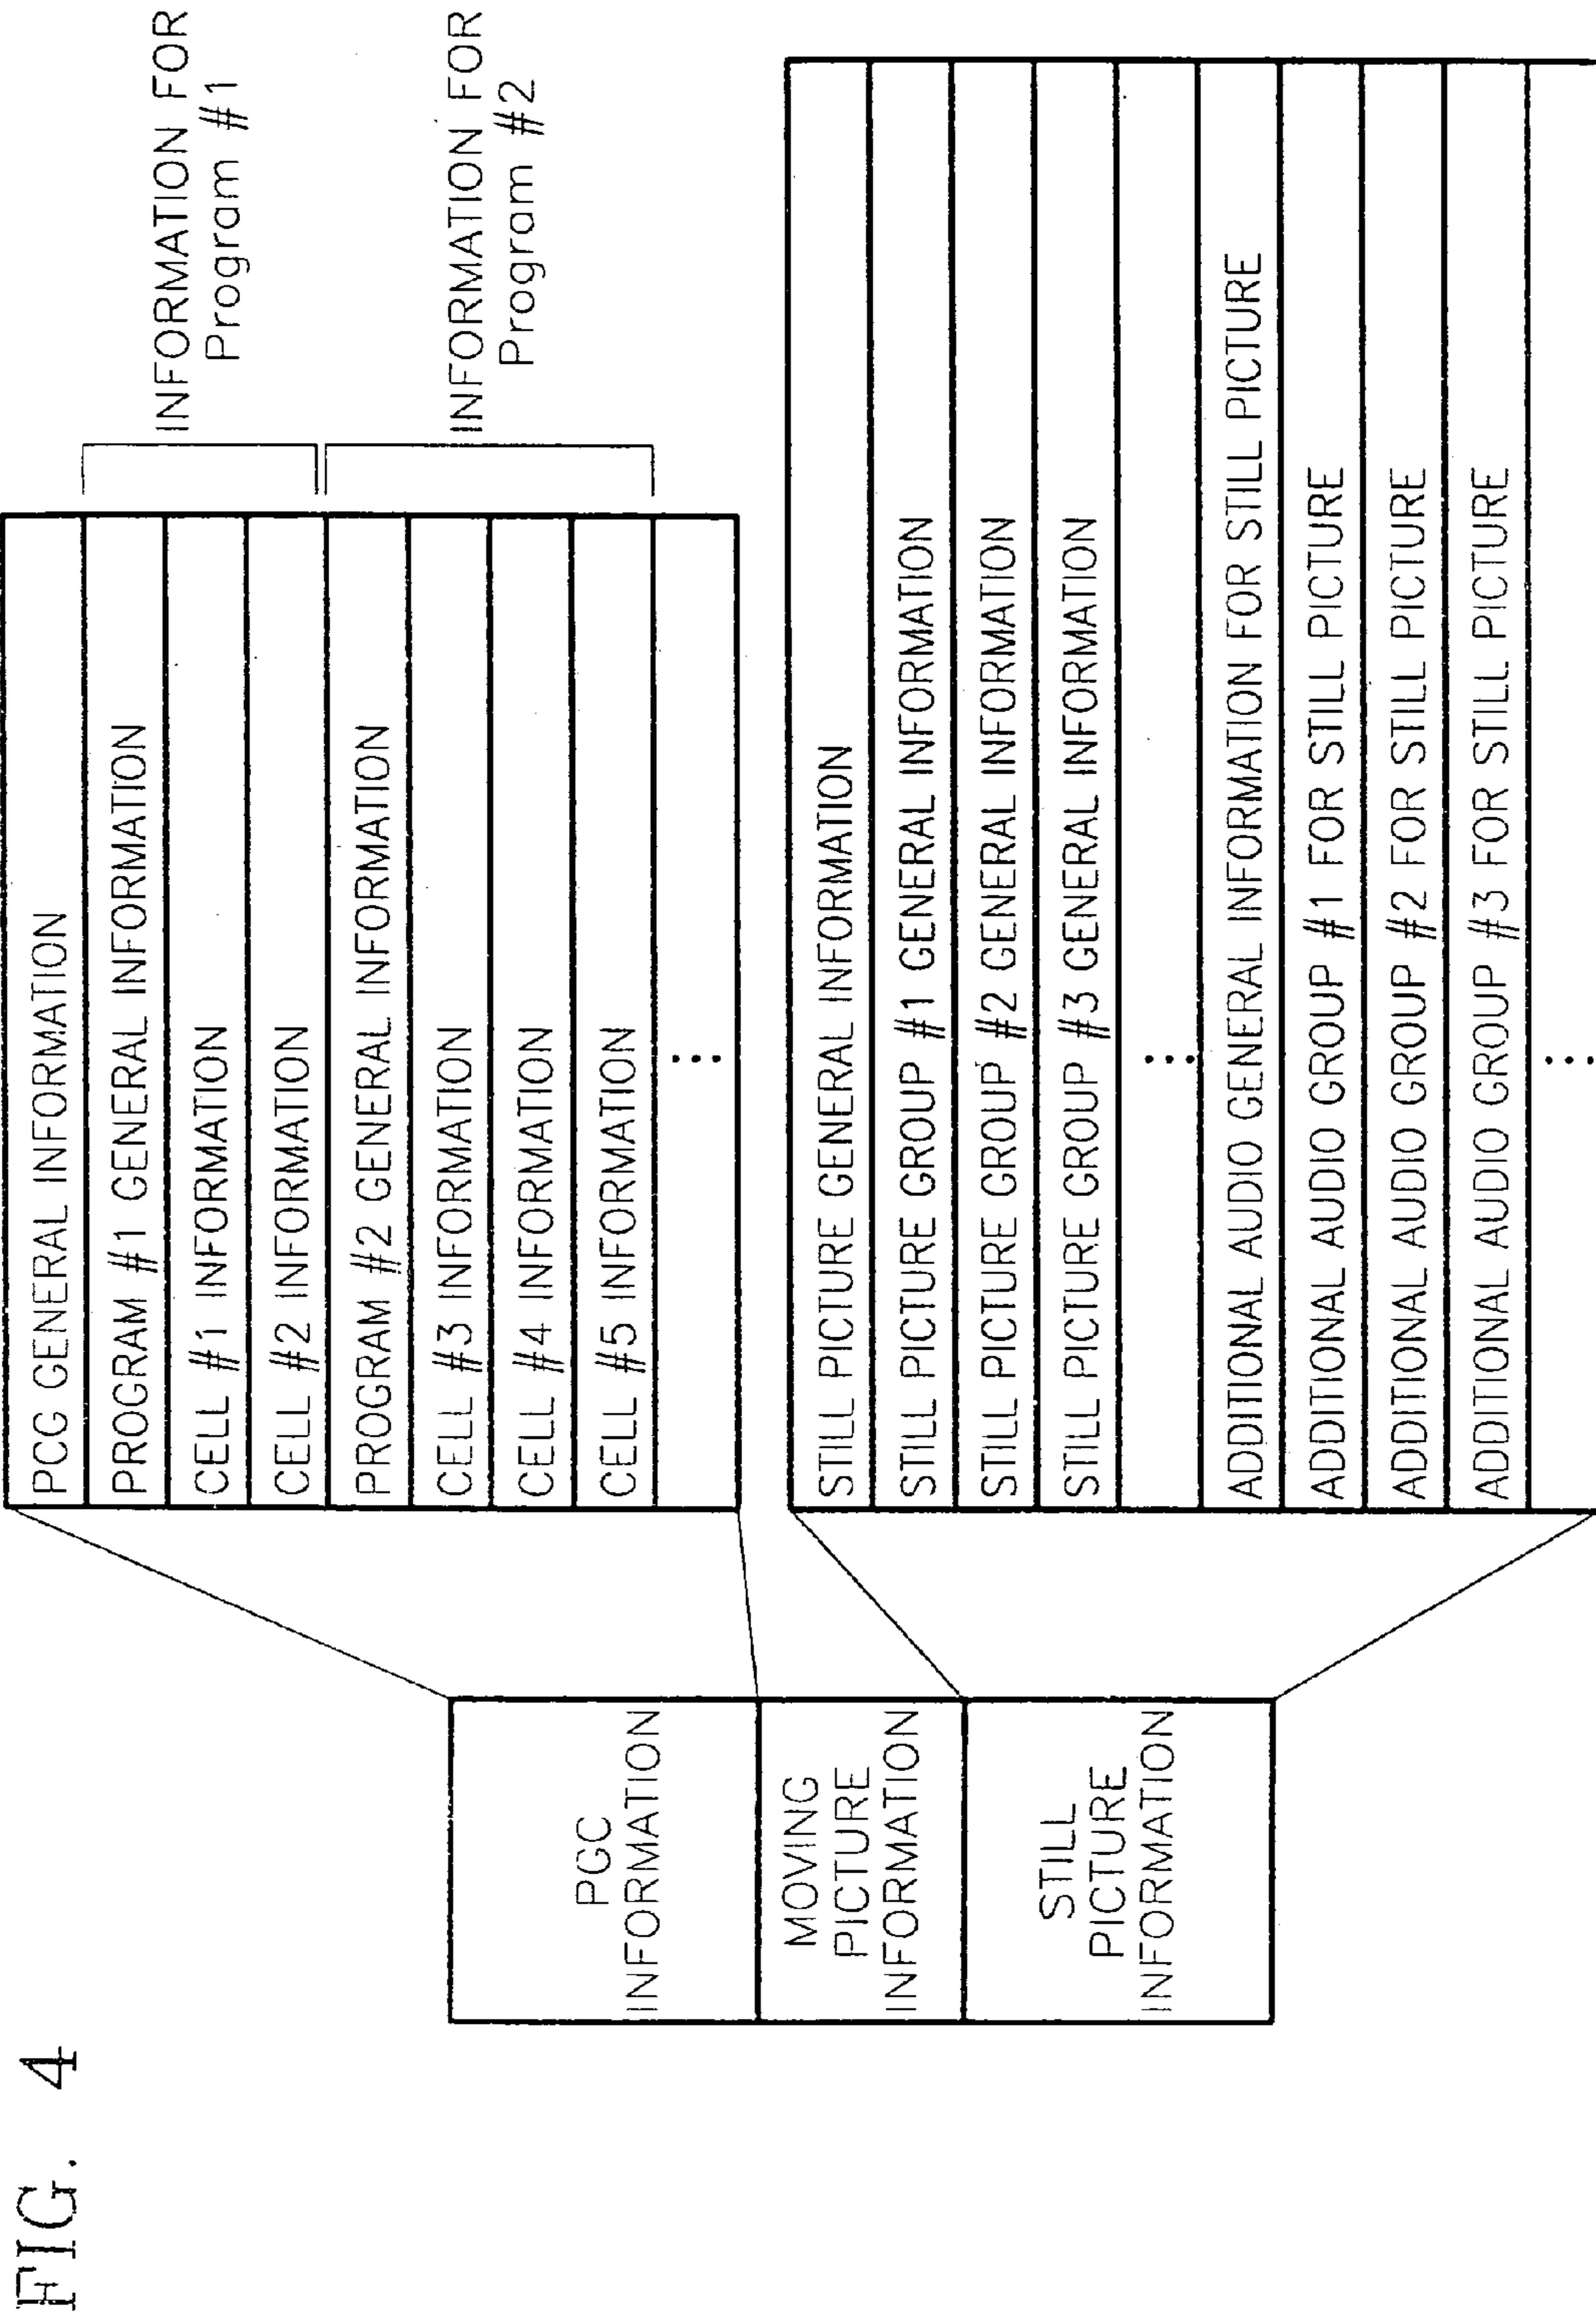 FIG. 4
PGC
INFORMATION
MOVING
PICTURE
INFORMATION
STILL
PICTURE
INFORMATION
PCG GENERAL INFORMATION
PROGRAM #1 GENERAL INFORMATION
CELL #1 INFORMATION
CELL #2 INFORMATION
PROGRAM #2 GENERAL INFORMATION
CELL #3 INFORMATION
CELL #4 INFORMATION
CELL #5 INFORMATION
...
INFORMATION FOR
Program #1
INFORMATION FOR
Program #2
STILL PICTURE GENERAL INFORMATION
STILL PICTURE GROUP #1 GENERAL INFORMATION
STILL PICTURE GROUP #2 GENERAL INFORMATION
STILL PICTURE GROUP #3 GENERAL INFORMATION
...
ADDITIONAL AUDIO GENERAL INFORMATION FOR STILL PICTURE
ADDITIONAL AUDIO GROUP #1 FOR STILL PICTURE
ADDITIONAL AUDIO GROUP #2 FOR STILL PICTURE
ADDITIONAL AUDIO GROUP #3 FOR STILL PICTURE
...